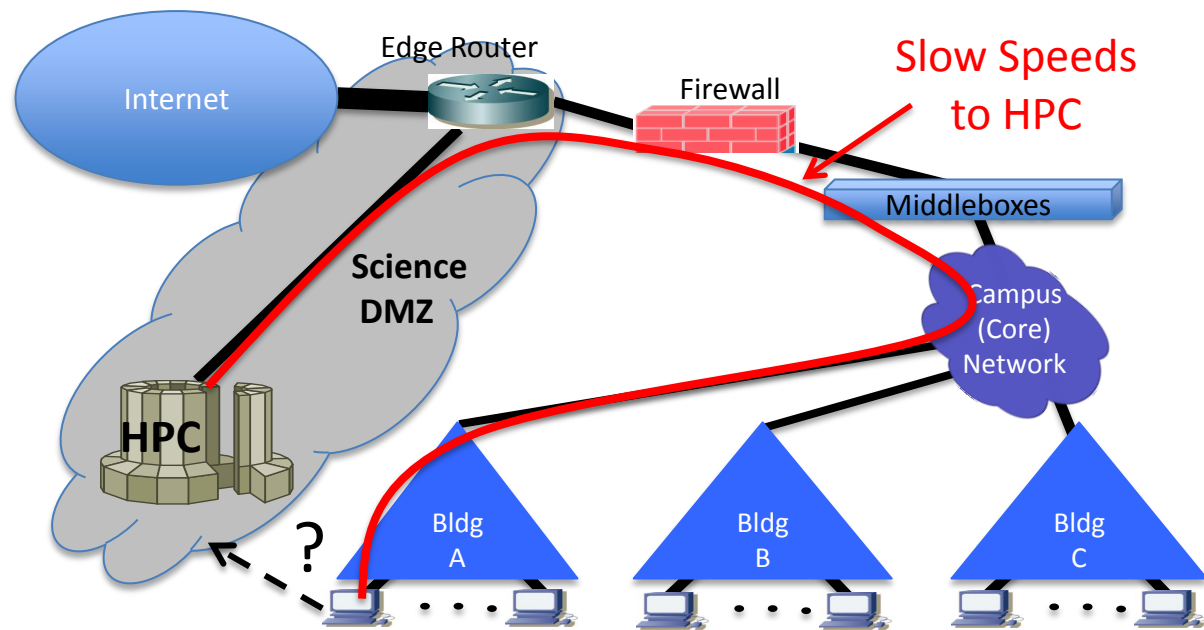 Edge Router
Internet
Firewall
Slow Speeds
to HPC
Middleboxes
Science
DMZ
Campus
(Core)
Network
HPC
?
Bldg
A
Bldg
B
Bldg
C
. . .
. . .
. . .